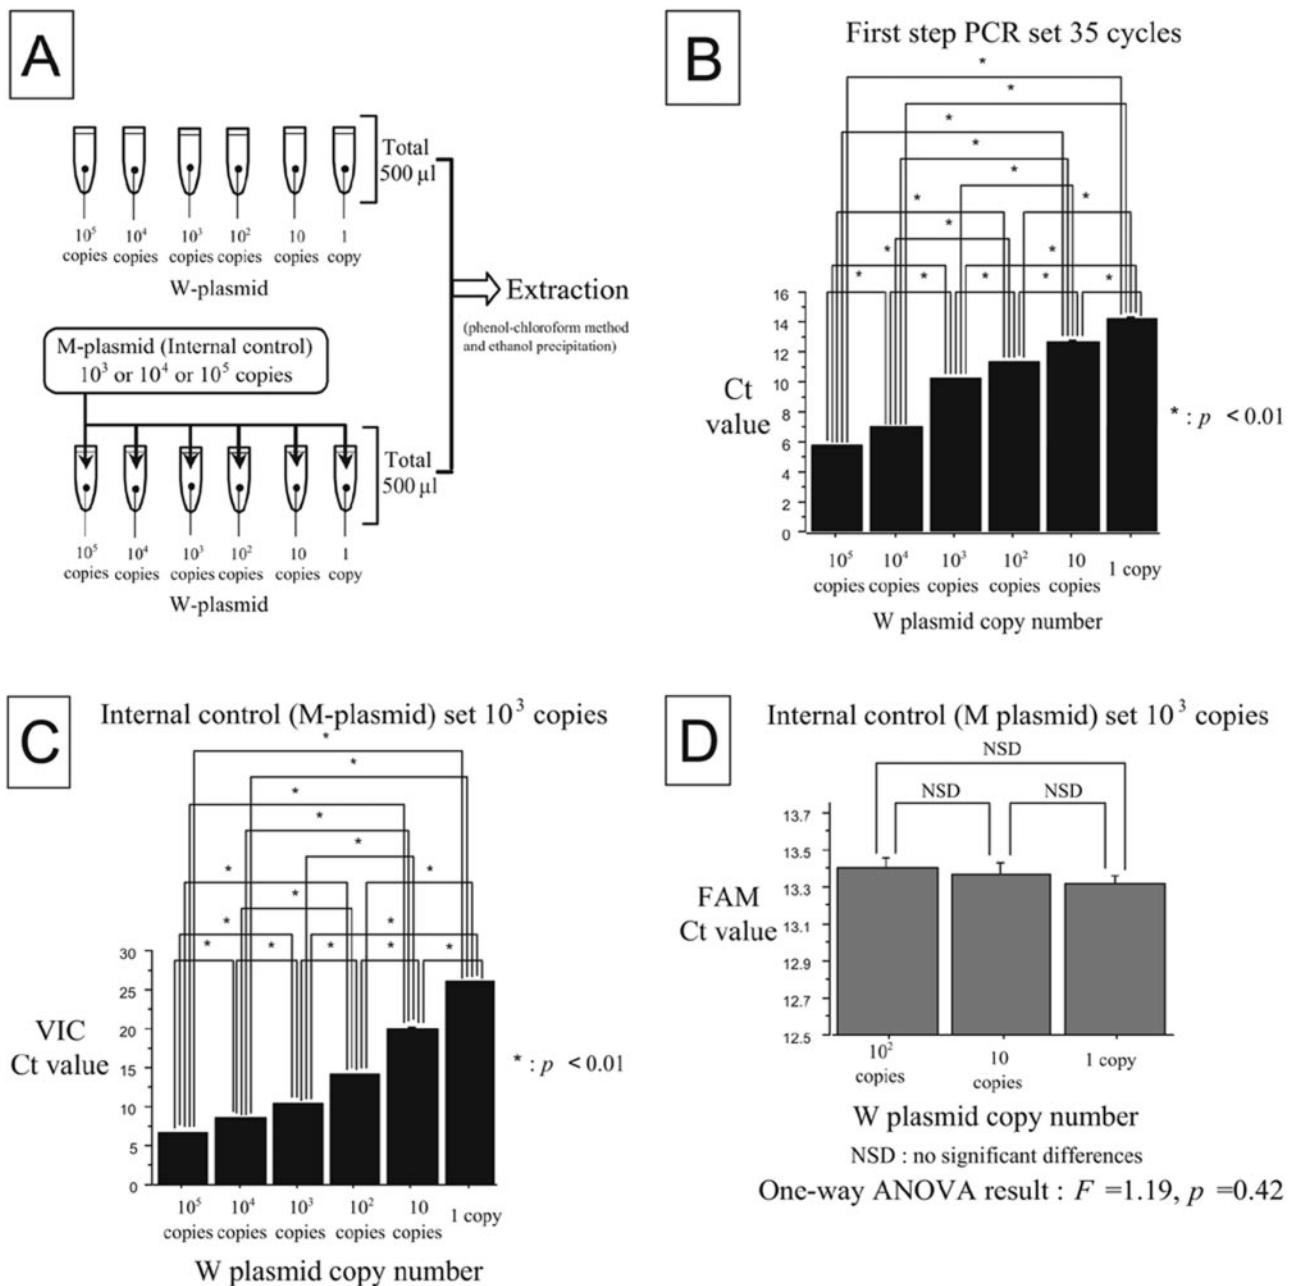 A
Total
500 µl
10⁵ copies
10⁴ copies
10³ copies
10² copies
10 copies
1 copy
W-plasmid
Extraction
(phenol-chloroform method
and ethanol precipitation)
M-plasmid (Internal control)
10³ or 10⁴ or 10⁵ copies
Total
500 µl
10⁵ copies
10⁴ copies
10³ copies
10² copies
10 copies
1 copy
W-plasmid
B
First step PCR set 35 cycles
* * * * * * * * * * * * * * *
16
14
12
10
8
6
4
2
0
Ct
value
* : p < 0.01
10⁵ copies
10⁴ copies
10³ copies
10² copies
10 copies
1 copy
W plasmid copy number
C
Internal control (M-plasmid) set 10³ copies
* * * * * * * * * * * * * * *
30
25
20
15
10
5
0
VIC
Ct value
* : p < 0.01
10⁵ copies
10⁴ copies
10³ copies
10² copies
10 copies
1 copy
W plasmid copy number
D
Internal control (M plasmid) set 10³ copies
NSD
NSD NSD
13.7
13.5
13.3
13.1
12.9
12.7
12.5
FAM
Ct value
10² copies
10 copies
1 copy
W plasmid copy number
NSD : no significant differences
One-way ANOVA result : F =1.19, p =0.42